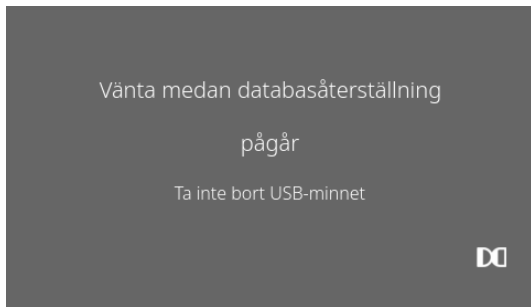 Vänta medan databasåterställning
pågår
Ta inte bort USB-minnet